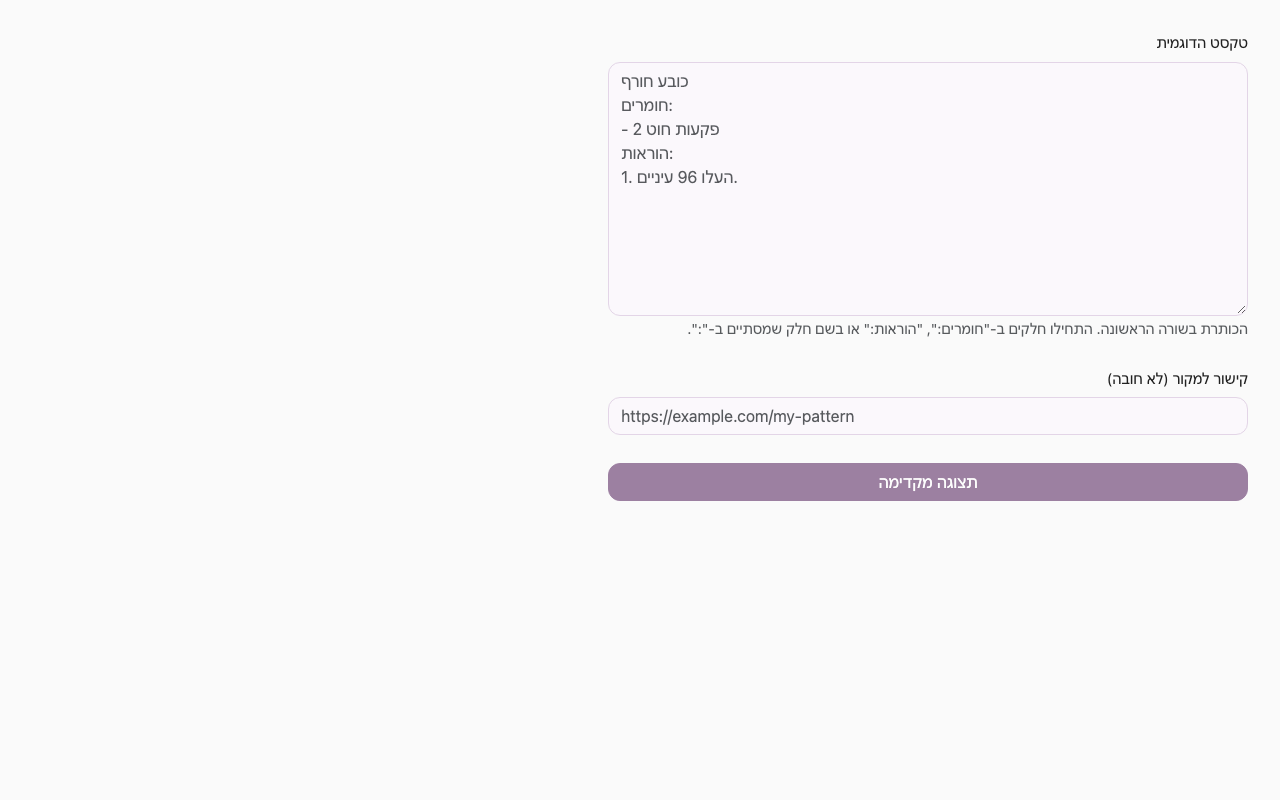 טקסט הדוגמית
כובע חורף
חומרים:
- 2 פקעות חוט
הוראות:
1. העלו 96 עיניים.
הכותרת בשורה הראשונה. התחילו חלקים ב-"חומרים:", "הוראות:" או בשם חלק שמסתיים ב-":".
קישור למקור (לא חובה)
https://example.com/my-pattern
תצוגה מקדימה